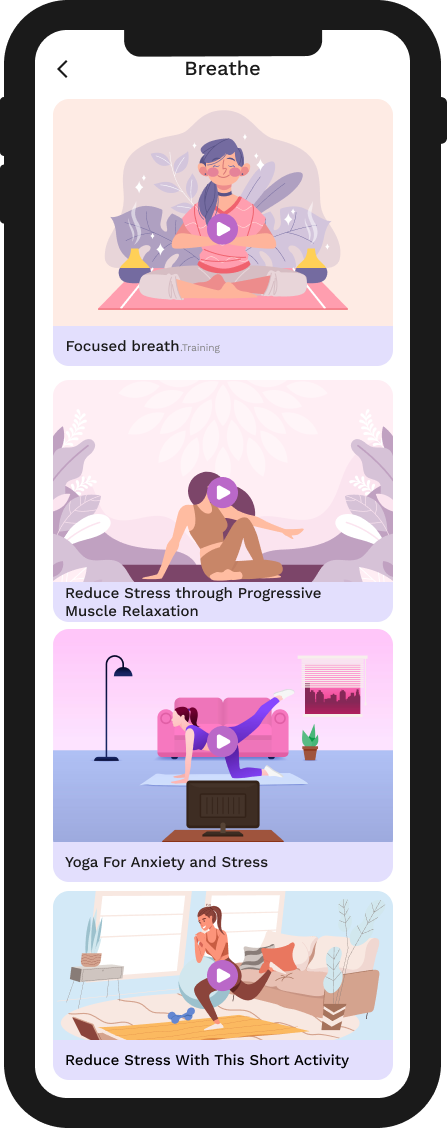 Breathe
Focused breath.Training
Reduce Stress through Progressive
Muscle Relaxation
Yoga For Anxiety and Stress
Reduce Stress With This Short Activity